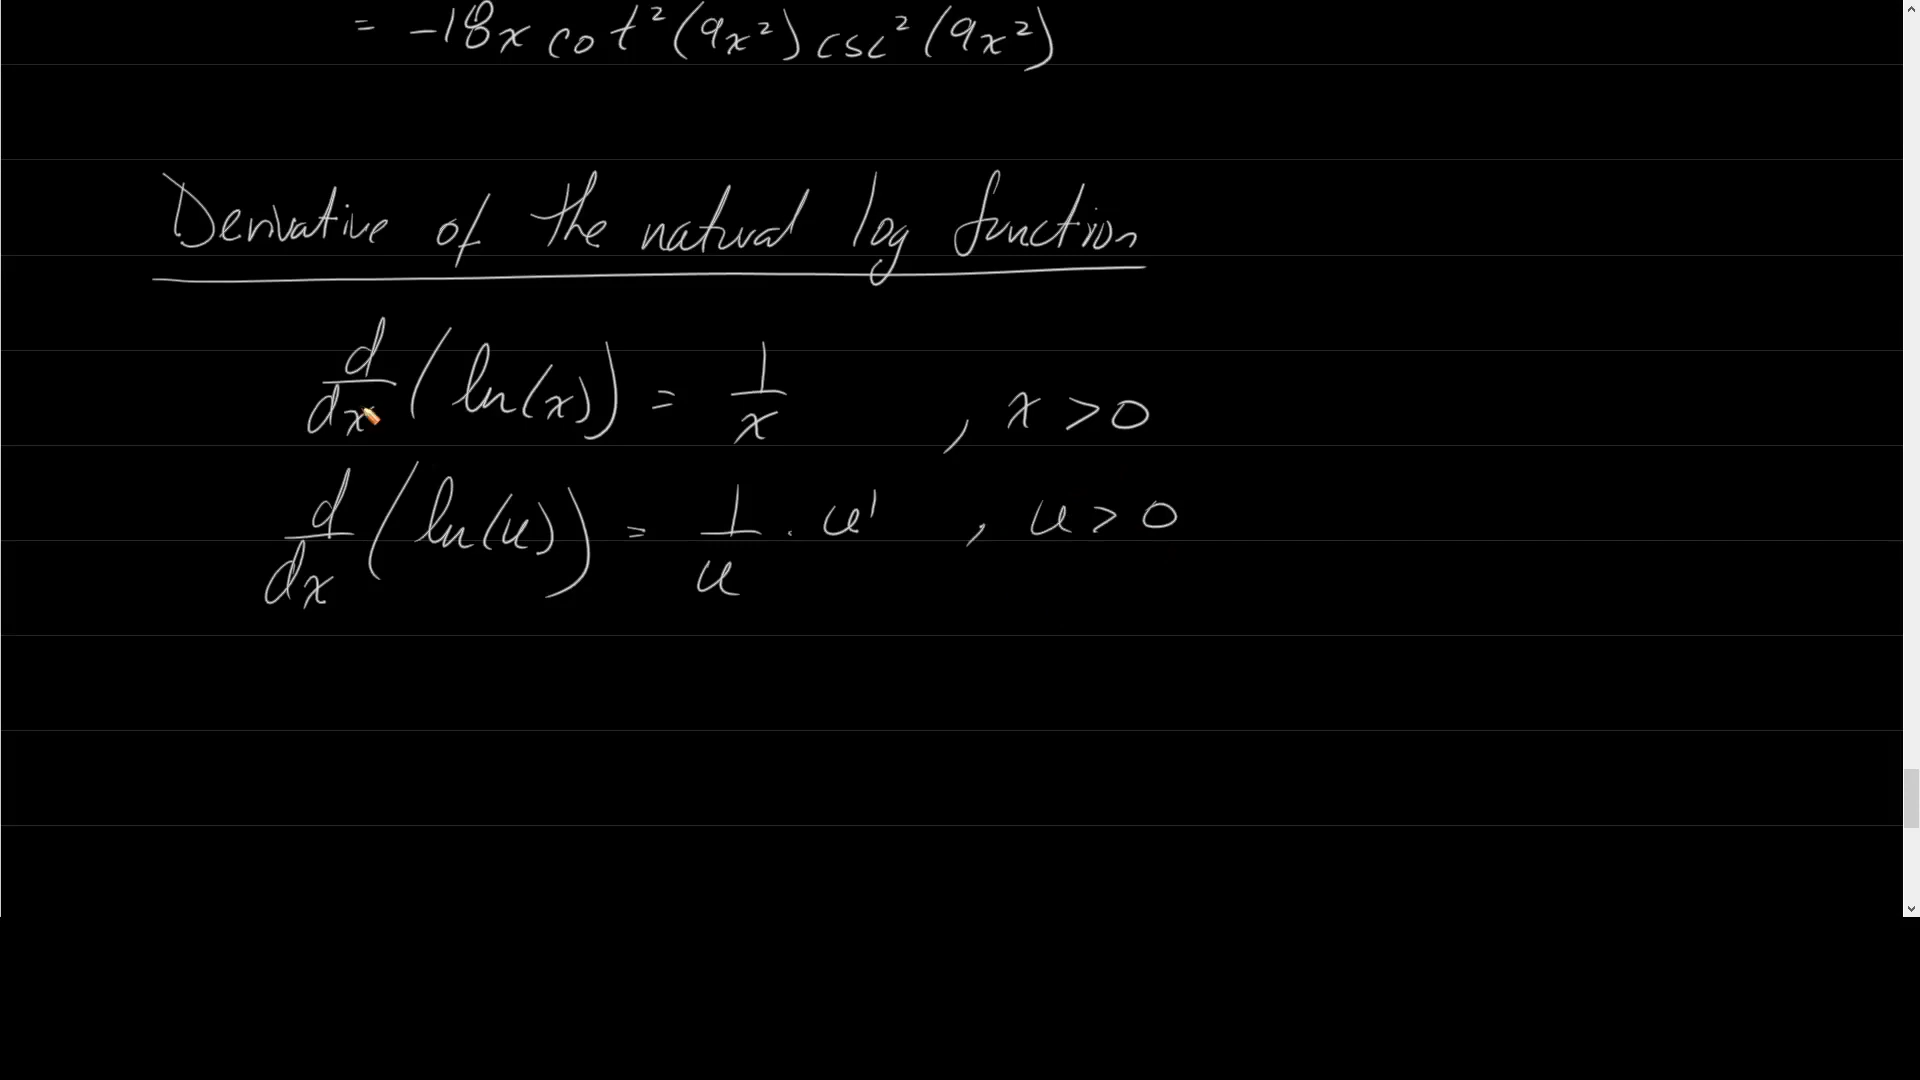 = -18x cot²(9x²) csc²(9x²)
Derivative of the natural log function
d/dx (ln(x)) = 1/x , x > 0
d/dx (ln(u)) = 1/u · u' , u > 0